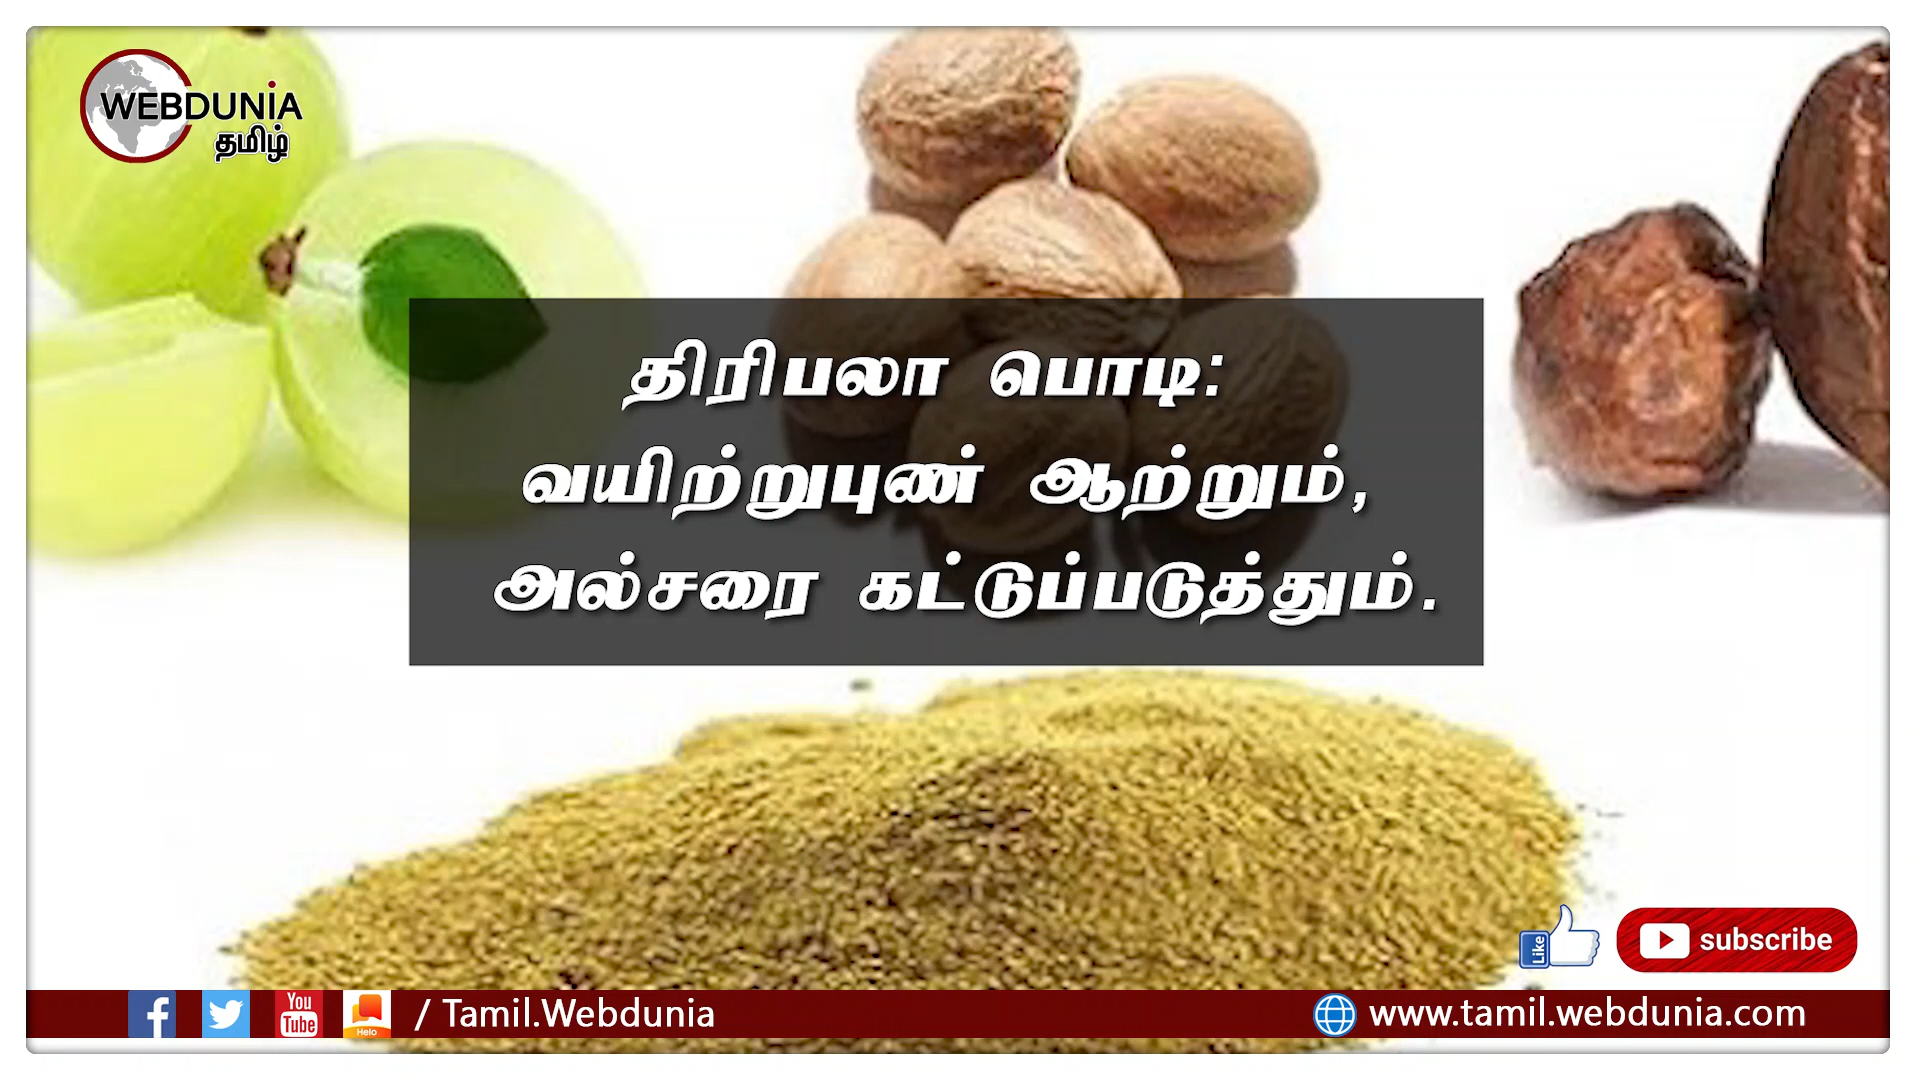 WEBDUNIA
தமிழ்
திரிபலா பொடி:
வயிற்றுபுண் ஆற்றும்,
அல்சரை கட்டுப்படுத்தும்.
Like
subscribe
You
Tube
Helo
/ Tamil.Webdunia
www.tamil.webdunia.com